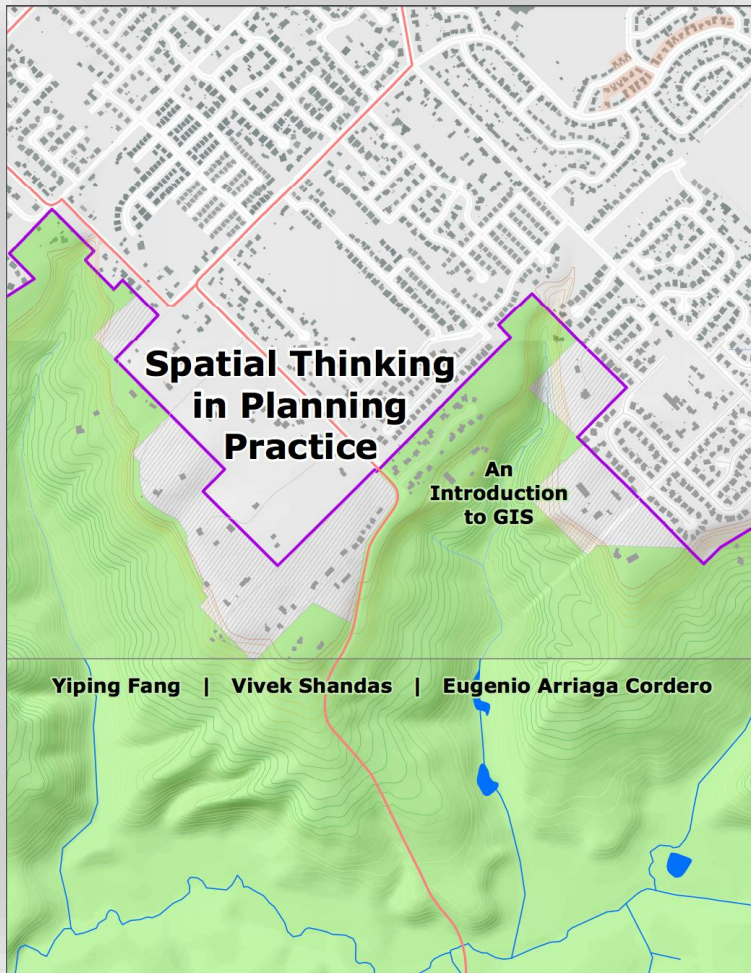 Spatial Thinking
in Planning
Practice
An
Introduction
to GIS
Yiping Fang | Vivek Shandas | Eugenio Arriaga Cordero